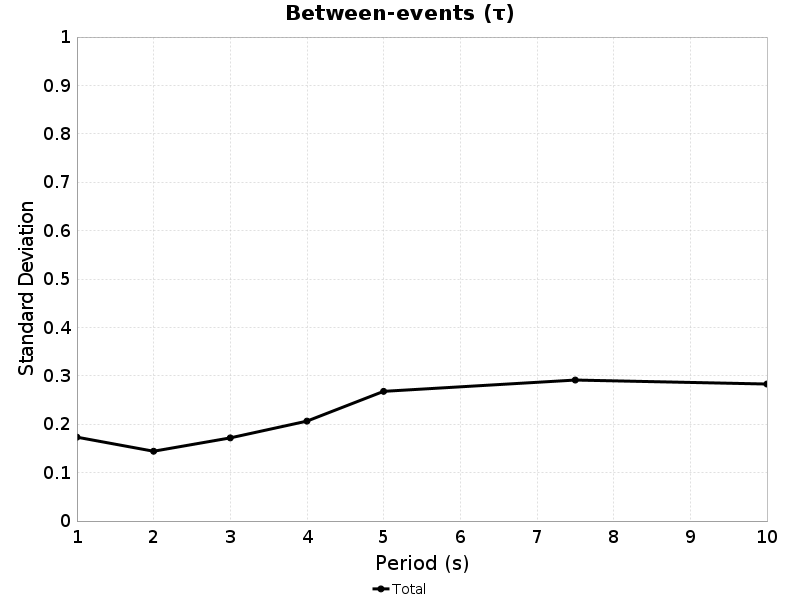 Between-events (τ)
1
0.9
0.8
0.7
0.6
0.5
0.4
0.3
0.2
0.1
0
Standard Deviation
1 2 3 4 5 6 7 8 9 10
Period (s)
Total